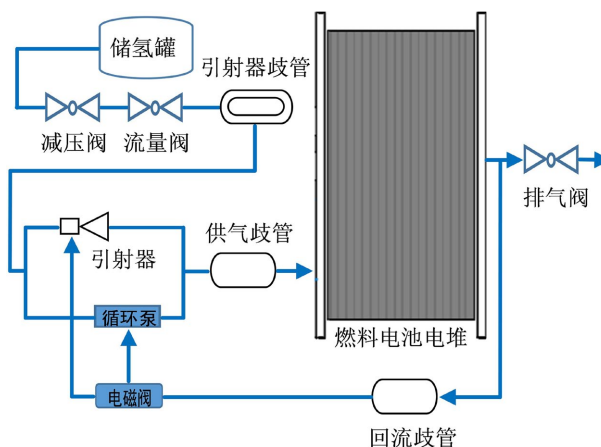 储氢罐
引射器歧管
减压阀
流量阀
排气阀
供气歧管
引射器
循环泵
燃料电池电堆
电磁阀
回流歧管